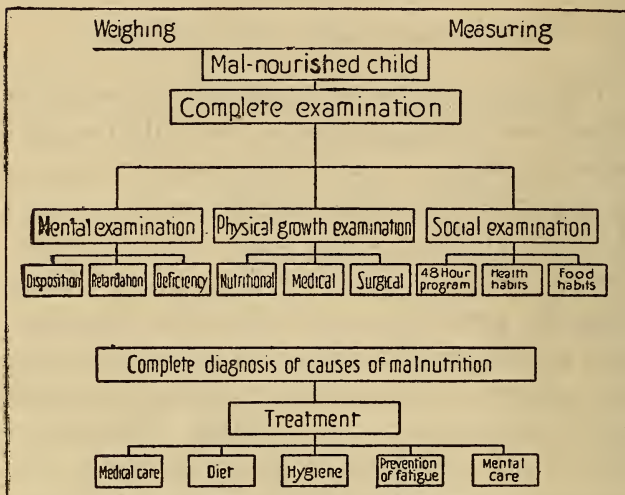 Weighing Measuring
Mal-nourished child
Complete examination
Mental examination Physical growth examination Social examination
Disposition Retardation Deficiency Nutritional Medical Surgical 48 Hour program Health habits Food habits
Complete diagnosis of causes of malnutrition
Treatment
Medical care Diet Hygiene Prevention of fatigue Mental care